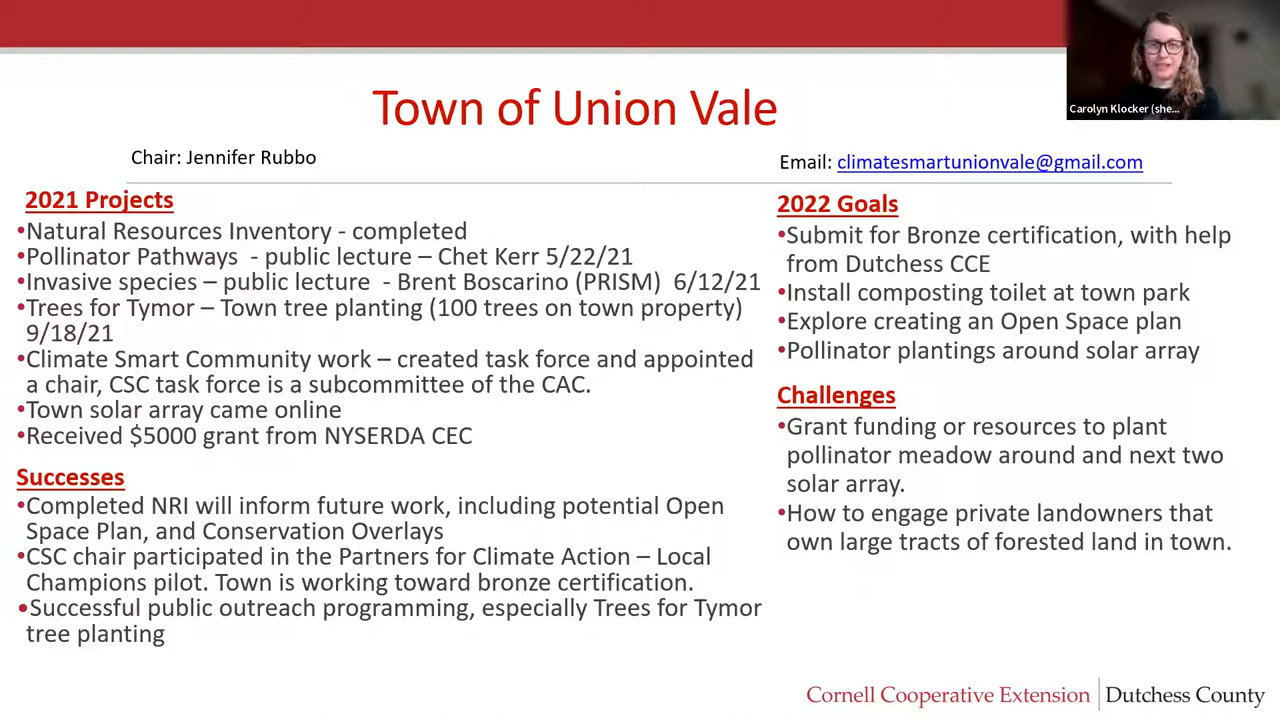 Town of Union Vale
Carolyn Klocker (she...
Chair: Jennifer Rubbo
Email: climatesmartunionvale@gmail.com
2021 Projects
•Natural Resources Inventory - completed
•Pollinator Pathways - public lecture – Chet Kerr 5/22/21
•Invasive species – public lecture - Brent Boscarino (PRISM) 6/12/21
•Trees for Tymor – Town tree planting (100 trees on town property)
9/18/21
•Climate Smart Community work – created task force and appointed
a chair, CSC task force is a subcommittee of the CAC.
•Town solar array came online
•Received $5000 grant from NYSERDA CEC
Successes
•Completed NRI will inform future work, including potential Open
Space Plan, and Conservation Overlays
•CSC chair participated in the Partners for Climate Action – Local
Champions pilot. Town is working toward bronze certification.
•Successful public outreach programming, especially Trees for Tymor
tree planting
2022 Goals
•Submit for Bronze certification, with help
from Dutchess CCE
•Install composting toilet at town park
•Explore creating an Open Space plan
•Pollinator plantings around solar array
Challenges
•Grant funding or resources to plant
pollinator meadow around and next two
solar array.
•How to engage private landowners that
own large tracts of forested land in town.
Cornell Cooperative Extension | Dutchess County